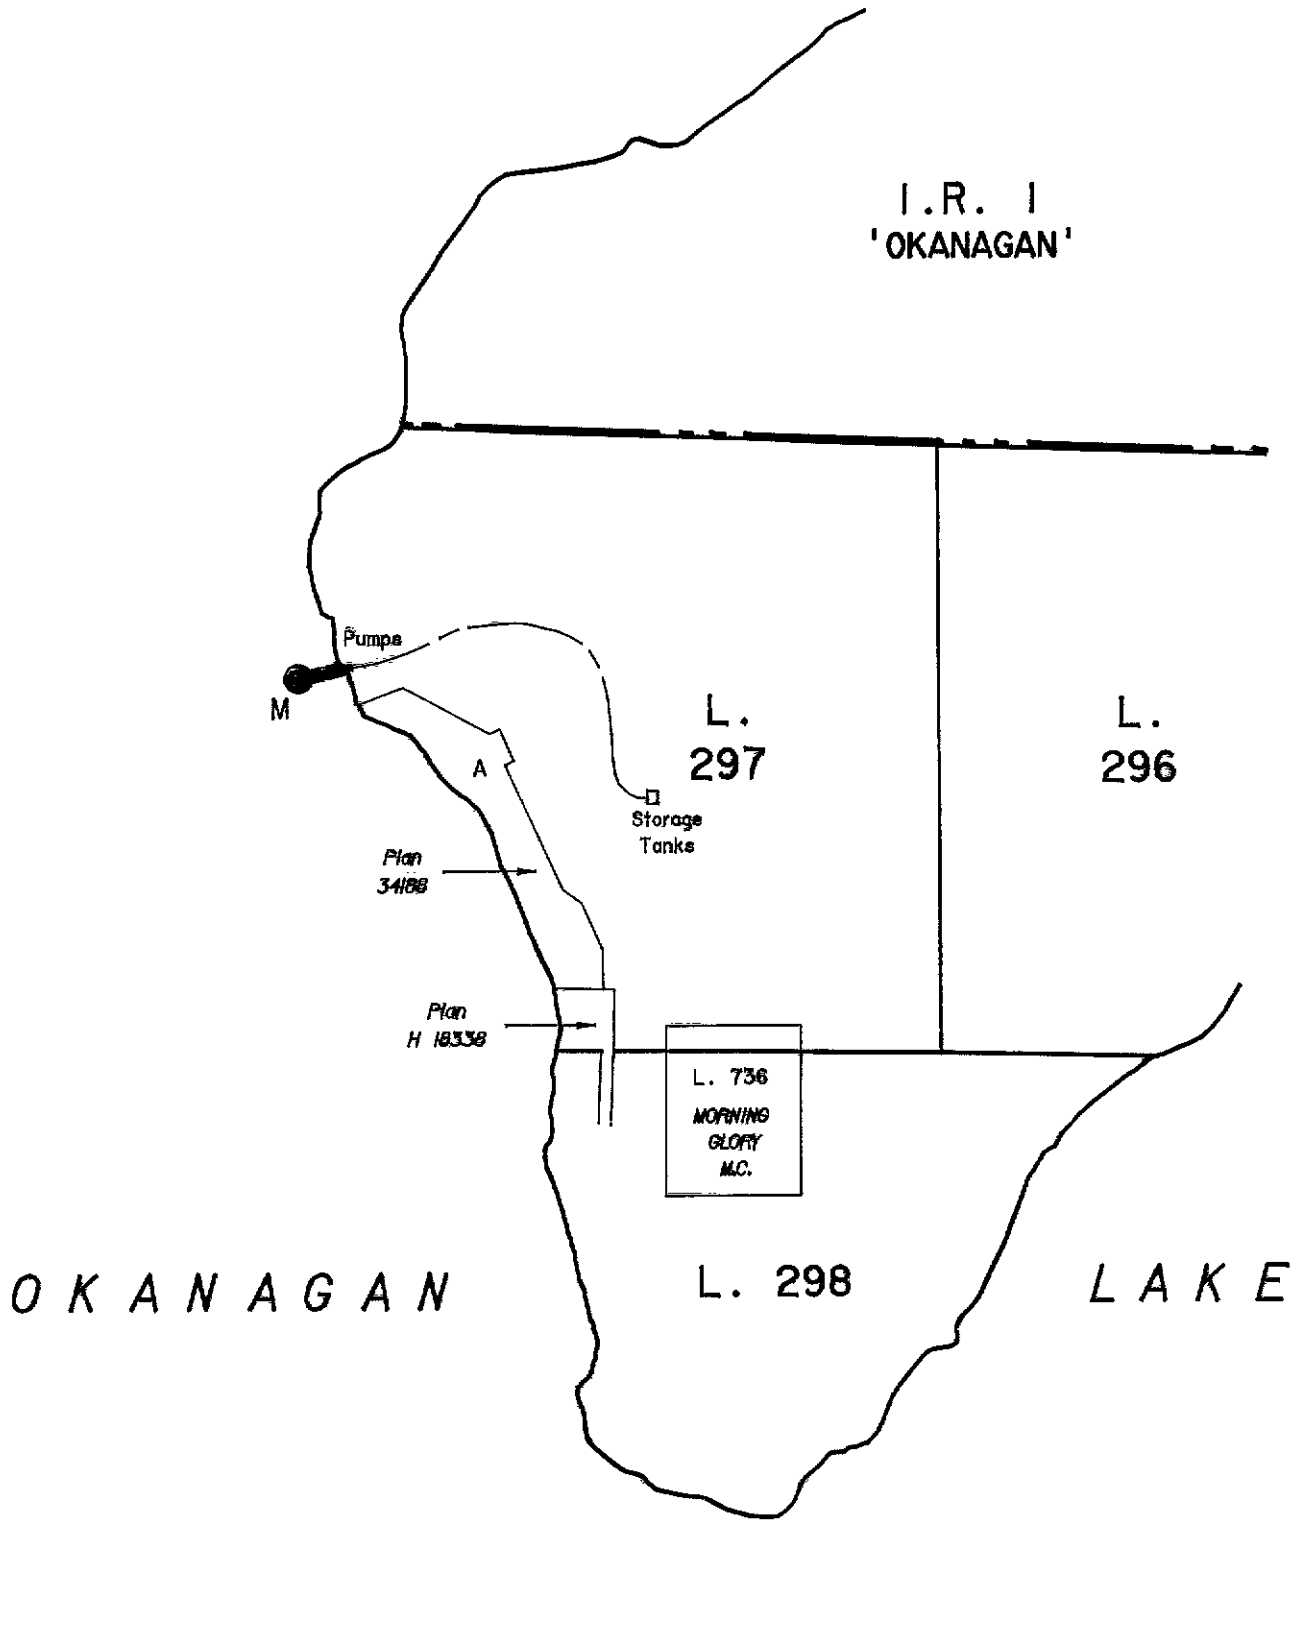 I.R. 1
'OKANAGAN'
Pumps
M
L.
297
L.
296
A
Storage
Tanks
Plan
34188
Plan
H 18338
L. 736
MORNING
GLORY
M.C.
OKANAGAN LAKE
L. 298